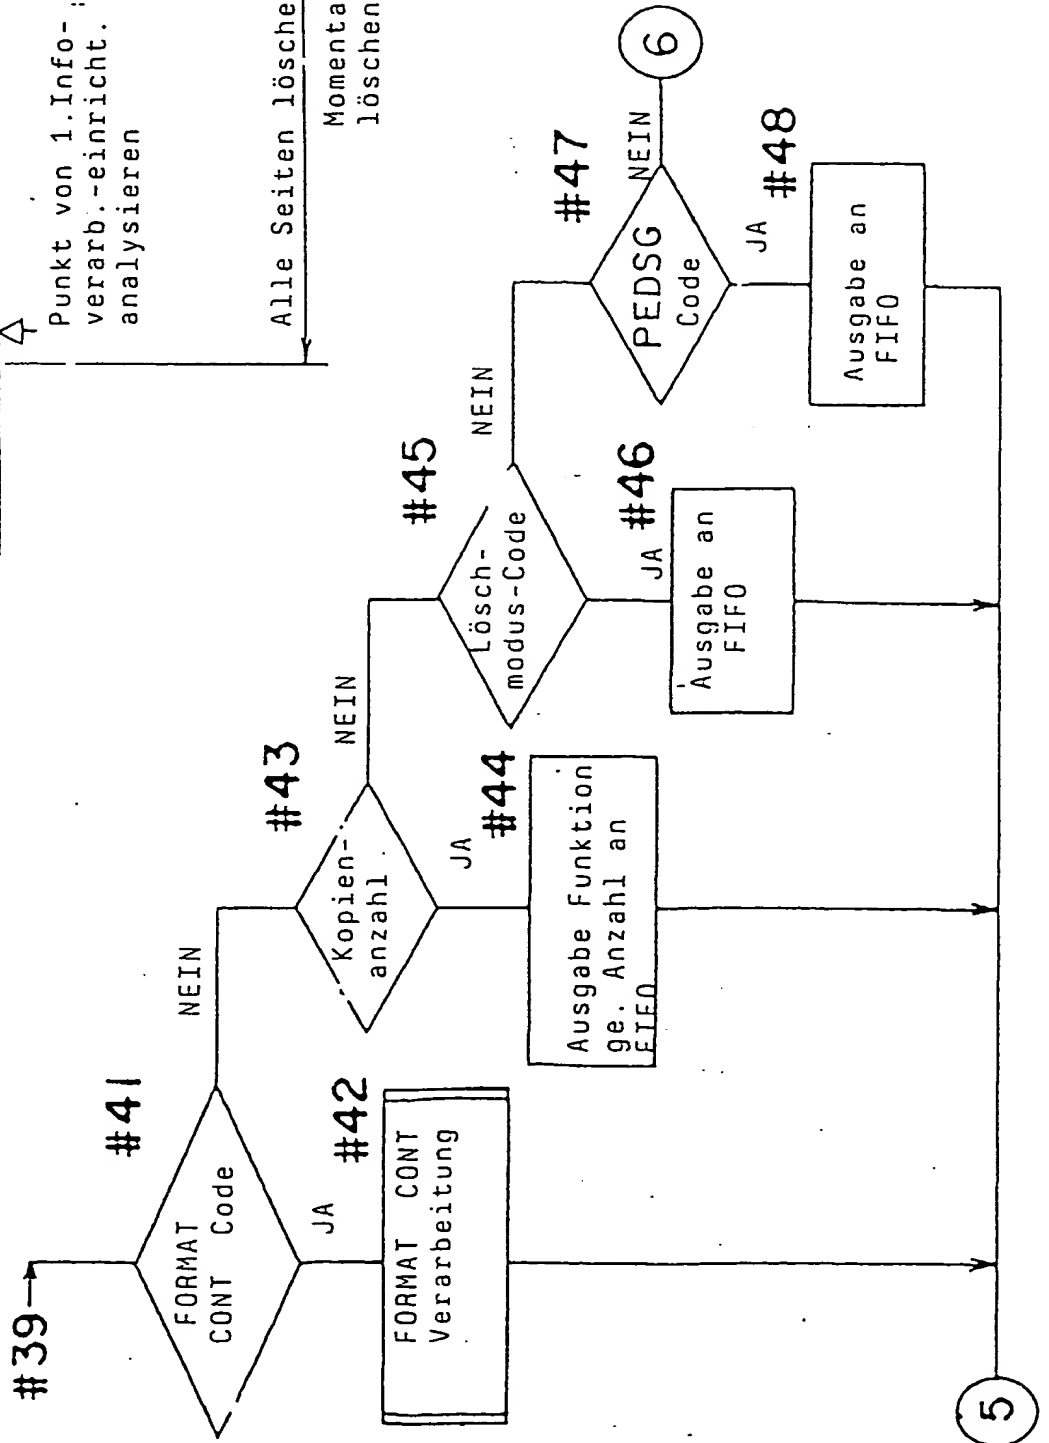 #39
FORMAT
CONT Code
#41
NEIN
JA
#42
FORMAT CONT
Verarbeitung
Kopien-
anzahl
#43
NEIN
JA
#44
Ausgabe Funktion
ge. Anzahl an
FIFO
Lösch-
modus-Code
#45
NEIN
JA
#46
Ausgabe an
FIFO
PEDSG
Code
#47
NEIN
6
JA
#48
Ausgabe an
FIFO
5
Punkt von 1.Info-
verarb.-einricht.
analysieren
Alle Seiten lösche
Momenta
löschen